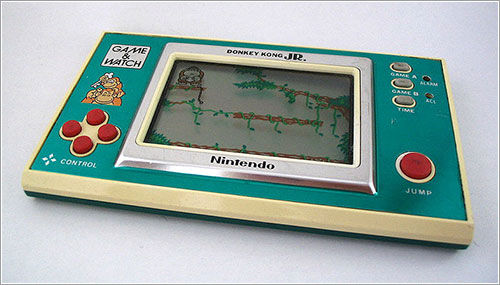 GAME
&
WATCH
DONKEY KONG JR.
GAME A
ALARM
GAME B
ACL
TIME
CONTROL
Nintendo
JUMP